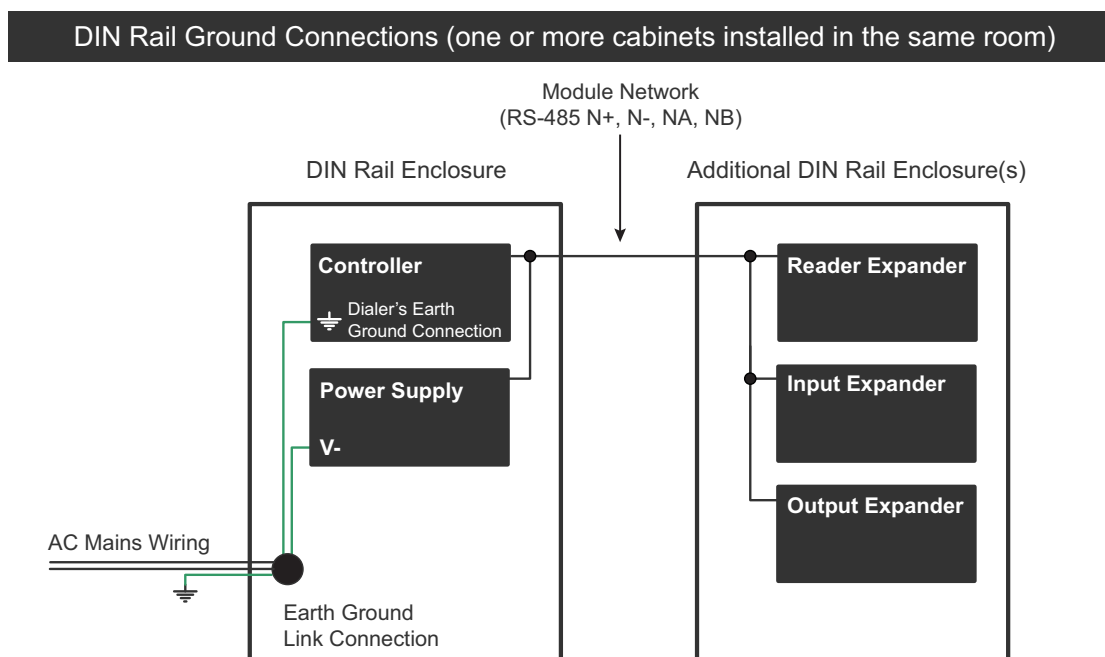 DIN Rail Ground Connections (one or more cabinets installed in the same room)
Module Network
(RS-485 N+, N-, NA, NB)
DIN Rail Enclosure
Additional DIN Rail Enclosure(s)
Controller
Dialer's Earth
Ground Connection
Power Supply
V-
Reader Expander
Input Expander
Output Expander
AC Mains Wiring
Earth Ground
Link Connection